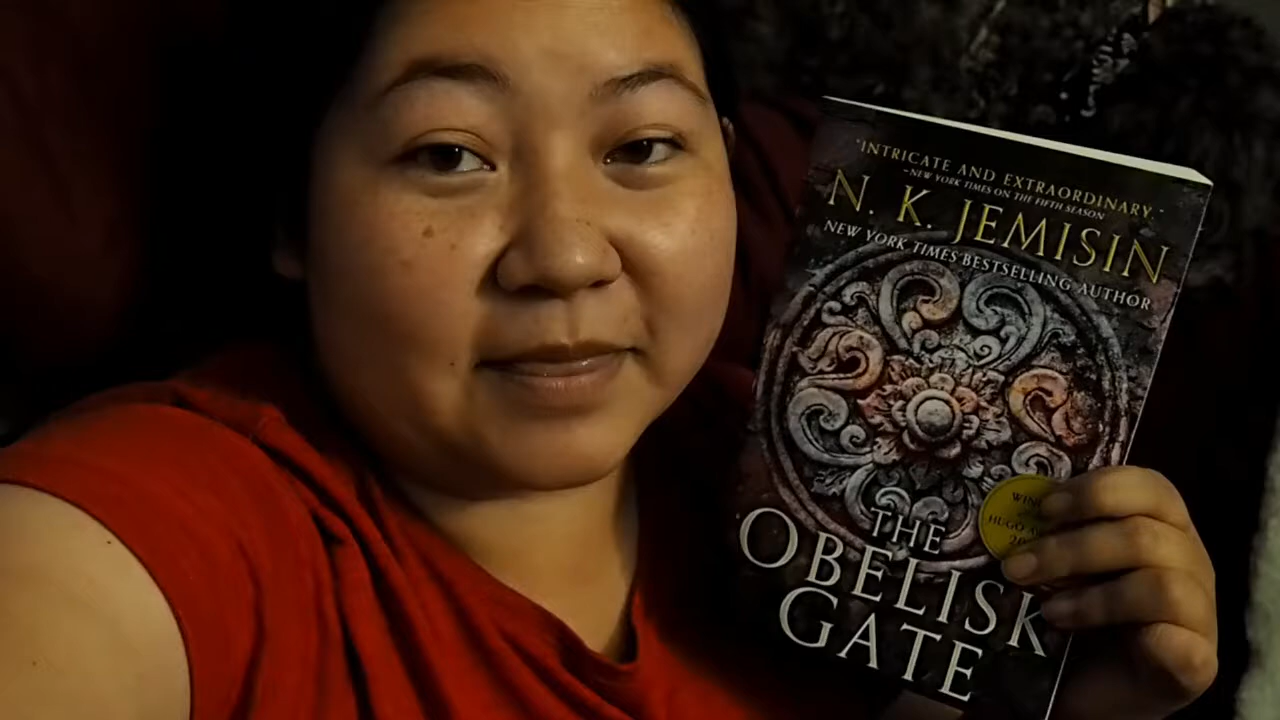 "INTRICATE AND EXTRAORDINARY."
–NEW YORK TIMES ON THE FIFTH SEASON
N. K. JEMISIN
NEW YORK TIMES BESTSELLING AUTHOR
THE
OBELISK
GATE
HUGO